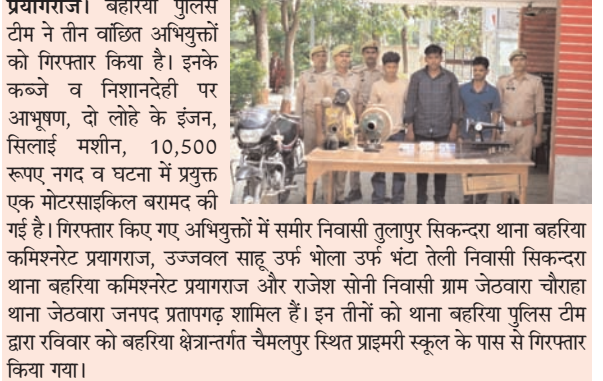 प्रयागराज। बहरिया पुलिस
टीम ने तीन वांछित अभियुक्तों
को गिरफ्तार किया है। इनके
कब्जे व निशानदेही पर
आभूषण, दो लोहे के इंजन,
सिलाई मशीन, 10,500
रूपए नगद व घटना में प्रयुक्त
एक मोटरसाइकिल बरामद की
गई है। गिरफ्तार किए गए अभियुक्तों में समीर निवासी तुलापुर सिकन्दरा थाना बहरिया
कमिश्नरेट प्रयागराज, उज्जवल साहू उर्फ भोला उर्फ भंटा तेली निवासी सिकन्दरा
थाना बहरिया कमिश्नरेट प्रयागराज और राजेश सोनी निवासी ग्राम जेठवारा चौराहा
थाना जेठवारा जनपद प्रतापगढ़ शामिल हैं। इन तीनों को थाना बहरिया पुलिस टीम
द्वारा रविवार को बहरिया क्षेत्रान्तर्गत चैमलपुर स्थित प्राइमरी स्कूल के पास से गिरफ्तार
किया गया।